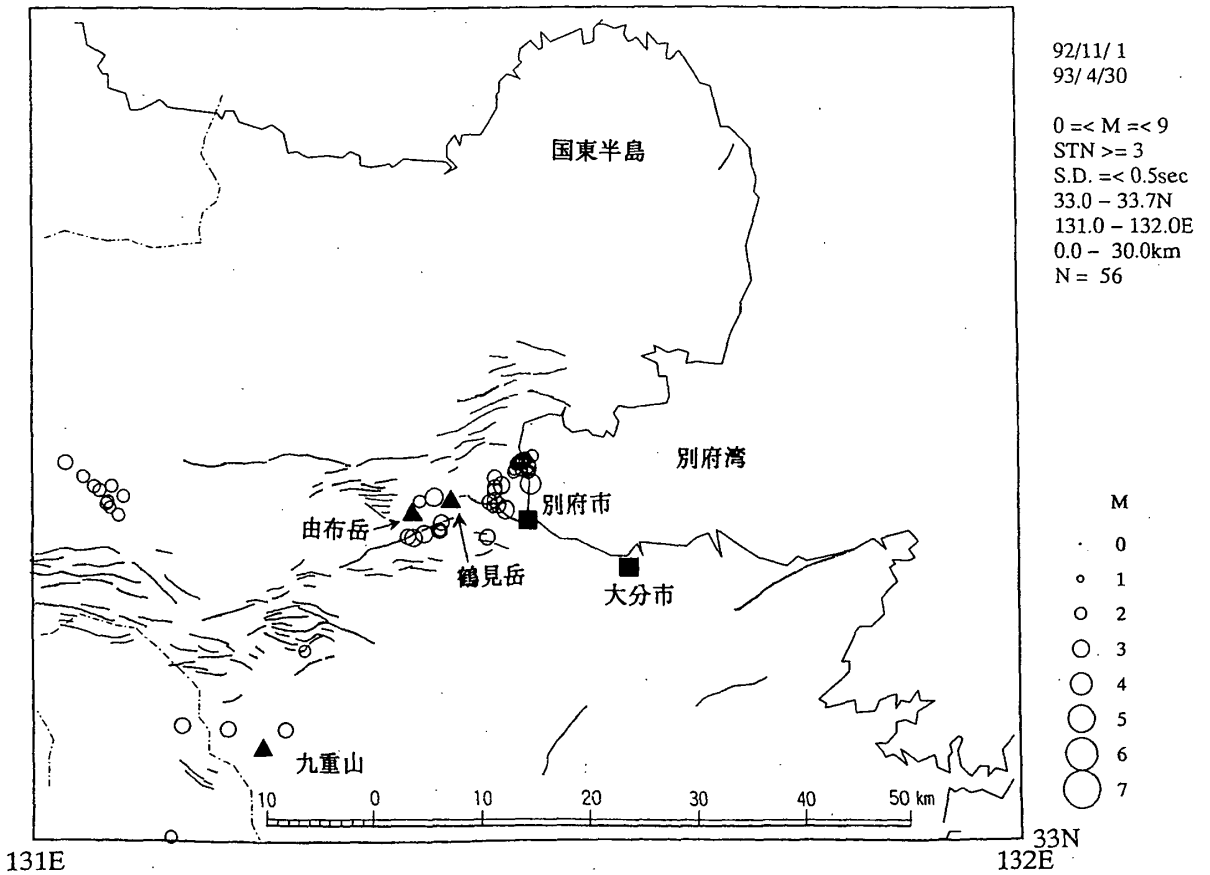 92/11/ 1
93/ 4/30
0 =< M =< 9
STN >= 3
S.D. =< 0.5sec
33.0 – 33.7N
131.0 – 132.0E
0.0 – 30.0km
N = 56
国東半島
別府湾
別府市
由布岳
鶴見岳
大分市
九重山
M
0
1
2
3
4
5
6
7
10 0 10 20 30 40 50 km
33N
131E 132E